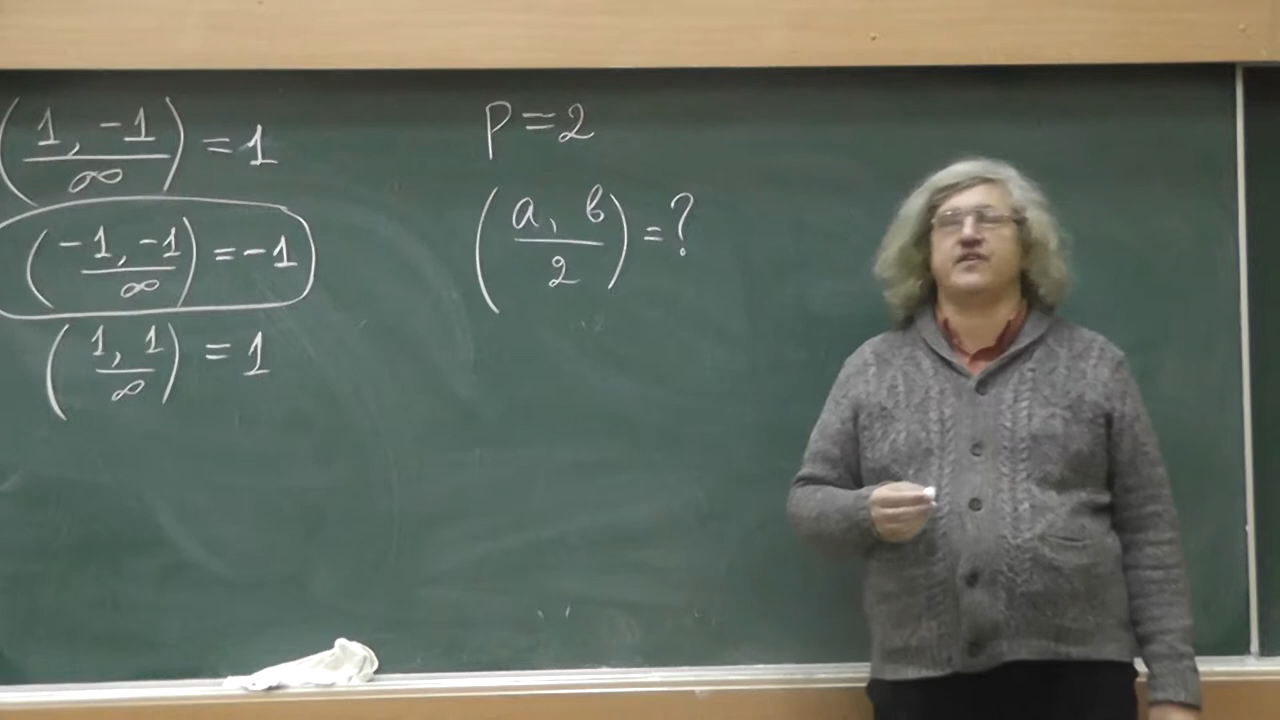 (1, -1 / ∞) = 1
(-1, -1 / ∞) = -1
(1, 1 / ∞) = 1
p = 2
(a, b / 2) = ?